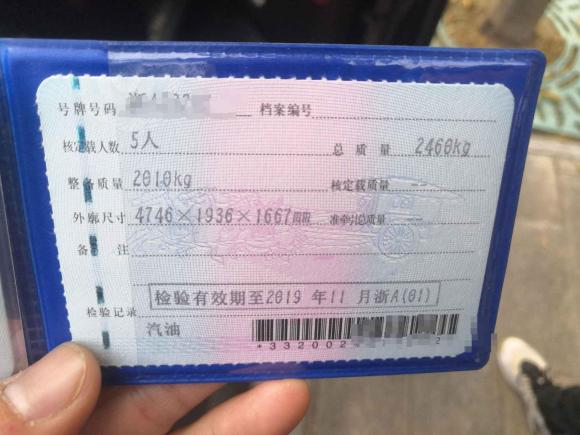 号牌号码 档案编号
核定载人数 5人 总质量 2460kg
整备质量 2010kg 核定载质量 --
外廓尺寸 4746×1936×1667mm 准牵引总质量 --
备注
检验有效期至2019年11月浙A(01)
检验记录
汽油
*332002